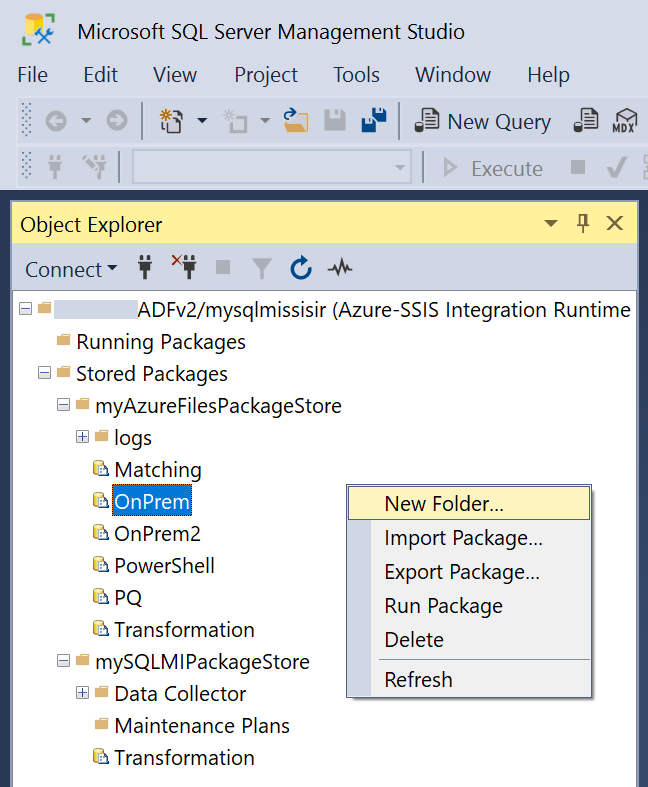 Microsoft SQL Server Management Studio
File Edit View Project Tools Window Help
New Query MDX
Execute
Object Explorer
Connect
ADFv2/mysqlmissisir (Azure-SSIS Integration Runtime
Running Packages
Stored Packages
myAzureFilesPackageStore
logs
Matching
OnPrem
OnPrem2
PowerShell
PQ
Transformation
mySQLMIPackageStore
Data Collector
Maintenance Plans
Transformation
New Folder...
Import Package...
Export Package...
Run Package
Delete
Refresh